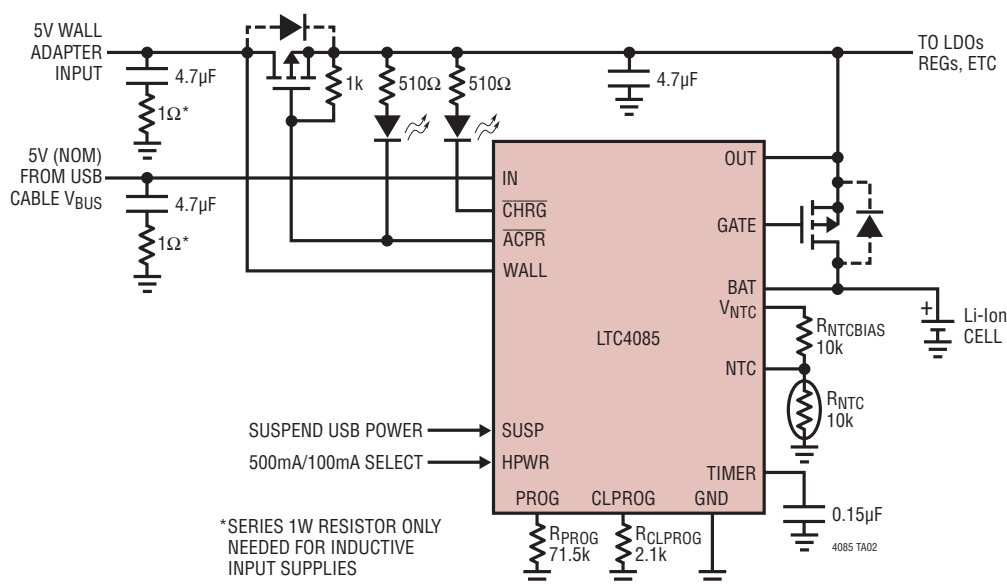 5V WALL
ADAPTER
INPUT
4.7µF
1Ω*
1k
510Ω
510Ω
4.7µF
TO LDOs
REGs, ETC
5V (NOM)
FROM USB
CABLE VBUS
4.7µF
1Ω*
IN
CHRG
ACPR
WALL
OUT
GATE
BAT
VNTC
LTC4085
NTC
RNTCBIAS
10k
RNTC
10k
+
Li-Ion
CELL
SUSPEND USB POWER
SUSP
500mA/100mA SELECT
HPWR
TIMER
PROG
CLPROG
GND
0.15µF
RPROG
71.5k
RCLPROG
2.1k
*SERIES 1W RESISTOR ONLY
NEEDED FOR INDUCTIVE
INPUT SUPPLIES
4085 TA02